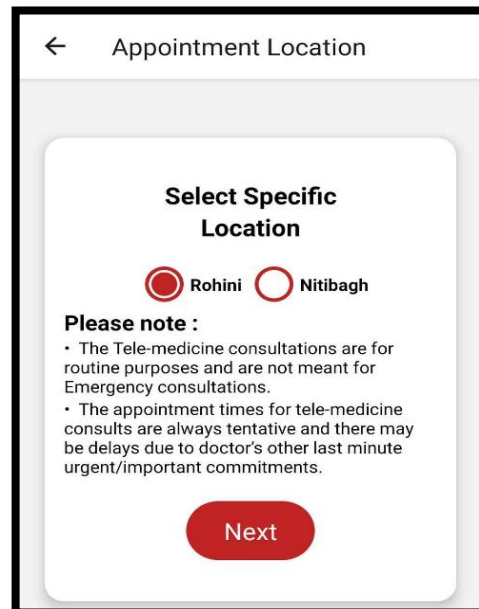 Appointment Location
Select Specific
Location
Rohini Nitibagh
Please note :
• The Tele-medicine consultations are for
routine purposes and are not meant for
Emergency consultations.
• The appointment times for tele-medicine
consults are always tentative and there may
be delays due to doctor's other last minute
urgent/important commitments.
Next